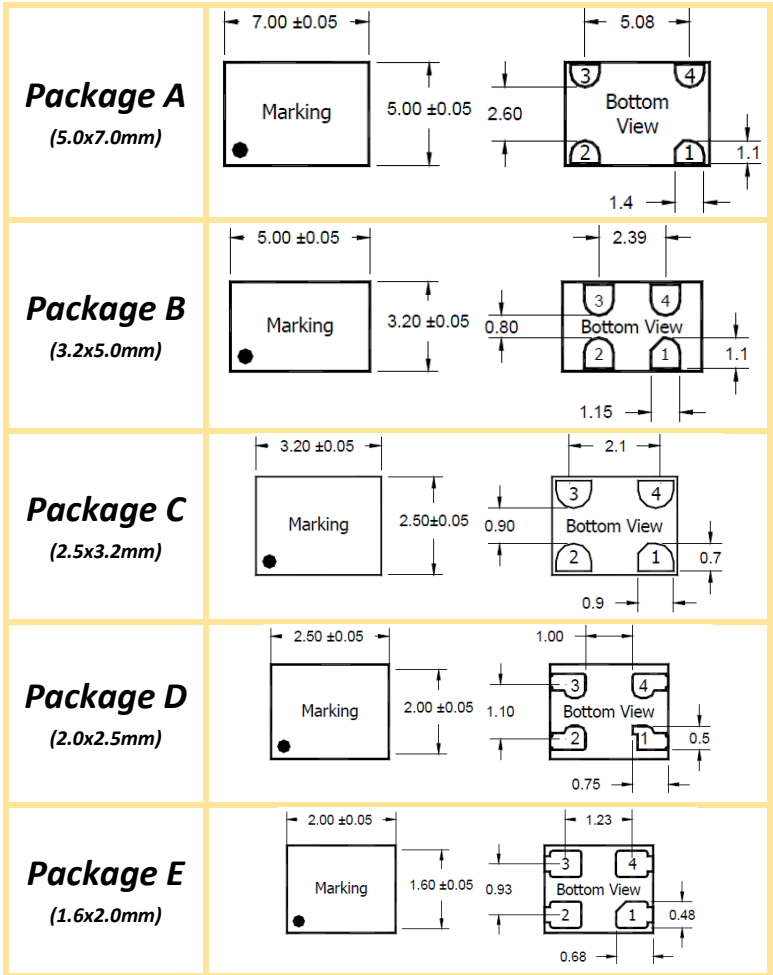 Package A
(5.0x7.0mm)
7.00 ±0.05
Marking
5.00 ±0.05
5.08
2.60
3
4
Bottom
View
2
1
1.1
1.4
Package B
(3.2x5.0mm)
5.00 ±0.05
Marking
3.20 ±0.05
2.39
0.80
3
4
Bottom View
2
1
1.1
1.15
Package C
(2.5x3.2mm)
3.20 ±0.05
Marking
2.50±0.05
2.1
0.90
3
4
Bottom View
2
1
0.7
0.9
Package D
(2.0x2.5mm)
2.50 ±0.05
Marking
2.00 ±0.05
1.00
1.10
3
4
Bottom View
2
1
0.5
0.75
Package E
(1.6x2.0mm)
2.00 ±0.05
Marking
1.60 ±0.05
1.23
0.93
3
4
Bottom View
2
1
0.48
0.68